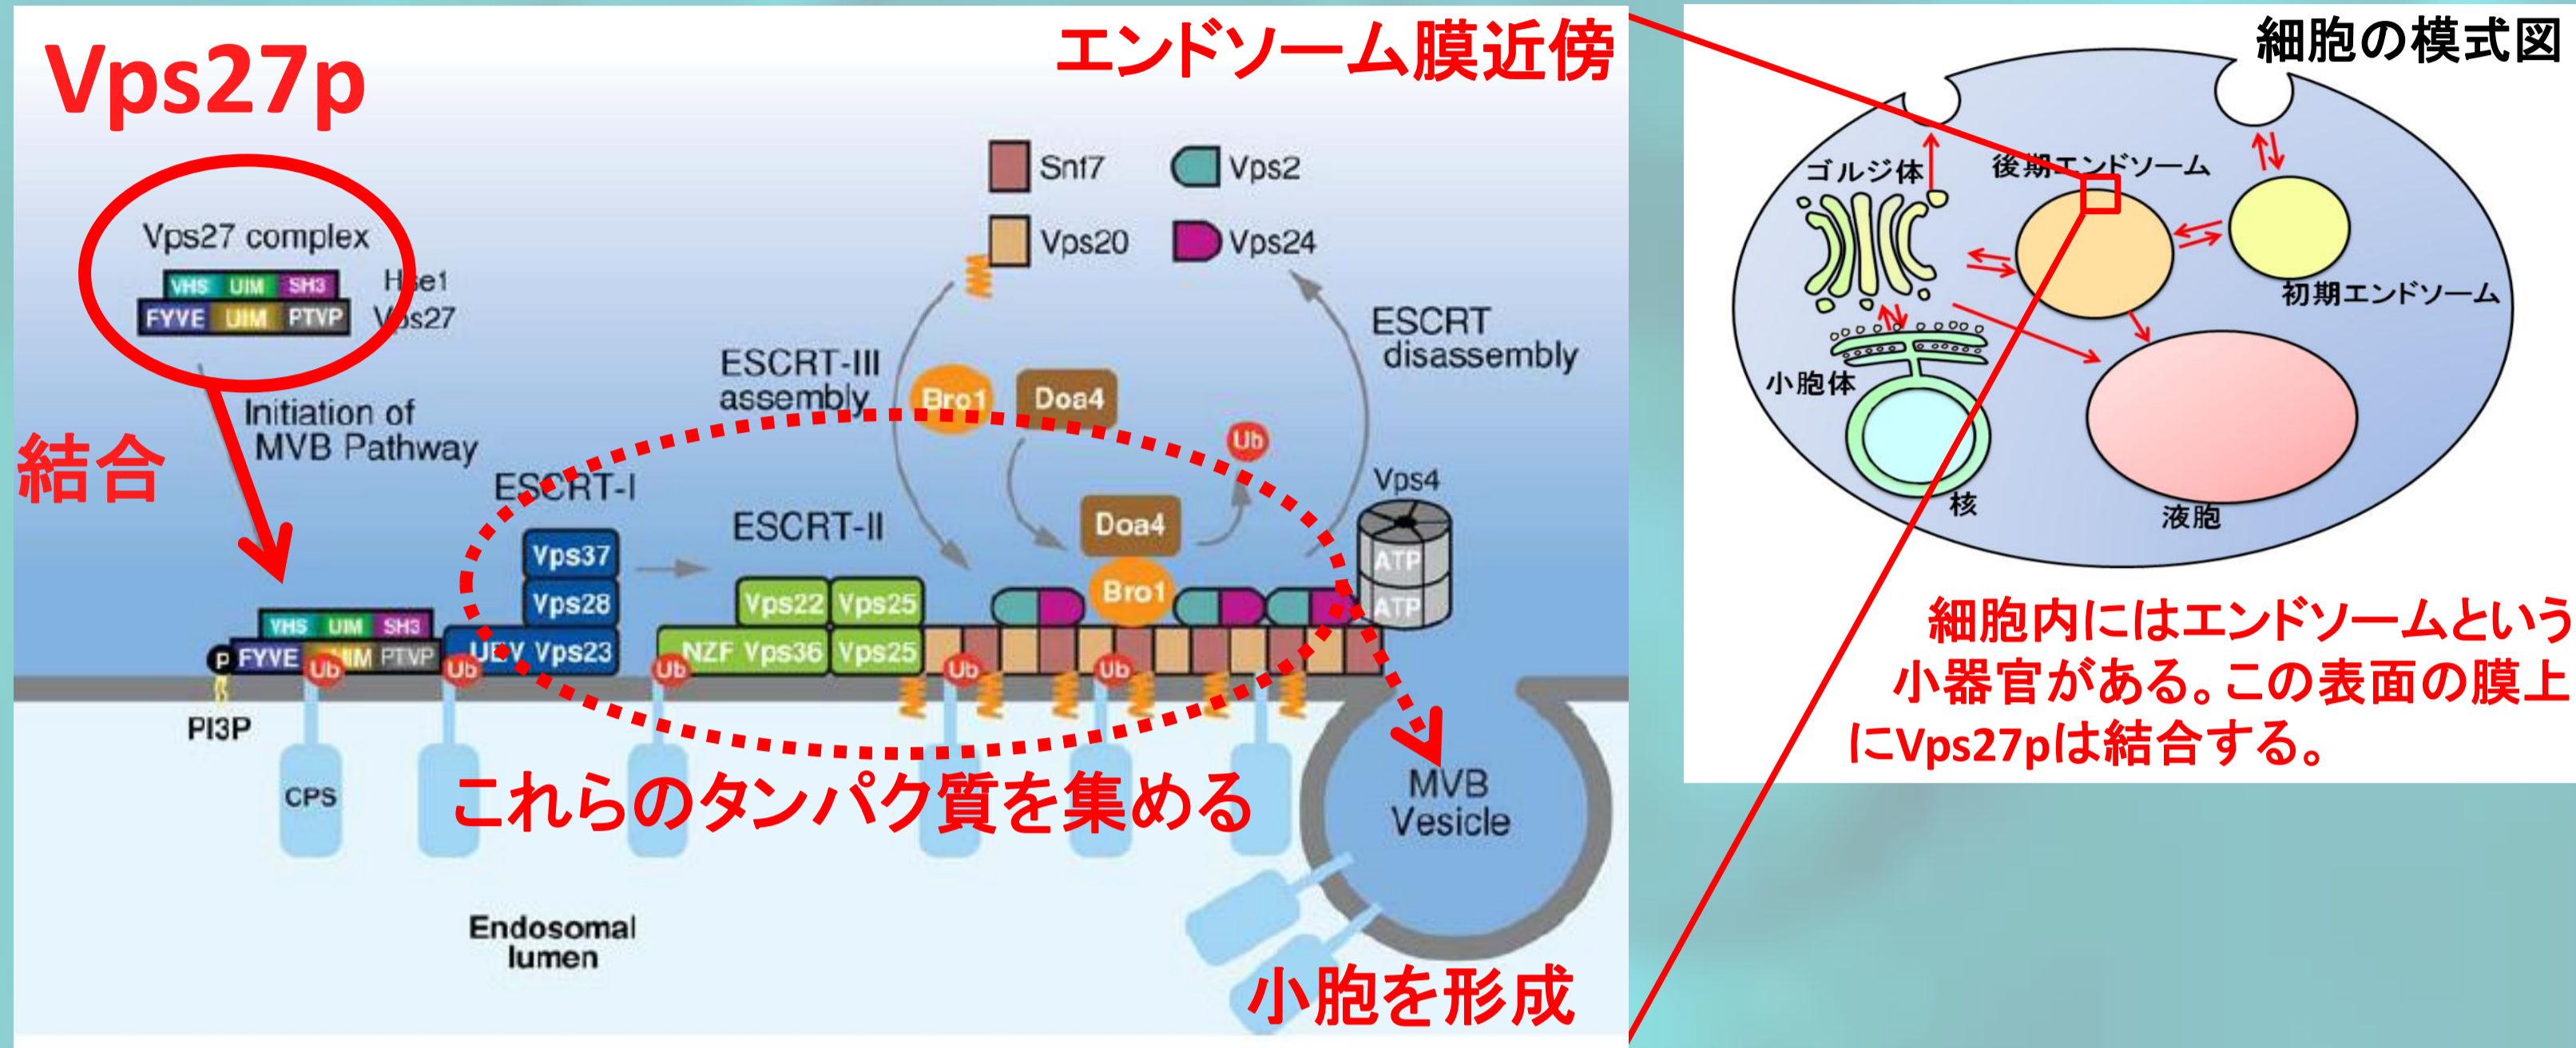 Vps27p
エンドソーム膜近傍
Vps27 complex
VHS UIM SH3 Hse1
FYVE UIM PTVP Vps27
Snf7
Vps2
Vps20
Vps24
ESCRT-III
assembly
ESCRT
disassembly
Bro1
Doa4
Initiation of
MVB Pathway
結合
Ub
ESCRT-I
ESCRT-II
Vps4
Vps37
Vps28
UEV Vps23
Vps22 Vps25
NZF Vps36 Vps25
Doa4
Bro1
ATP
ATP
VHS UIM SH3
P FYVE UIM PTVP
Ub
Ub
Ub
Ub
Ub
PI3P
CPS
これらのタンパク質を集める
MVB
Vesicle
Endosomal
lumen
小胞を形成
細胞の模式図
ゴルジ体
後期エンドソーム
初期エンドソーム
小胞体
核
液胞
細胞内にはエンドソームという
小器官がある。この表面の膜上
にVps27pは結合する。